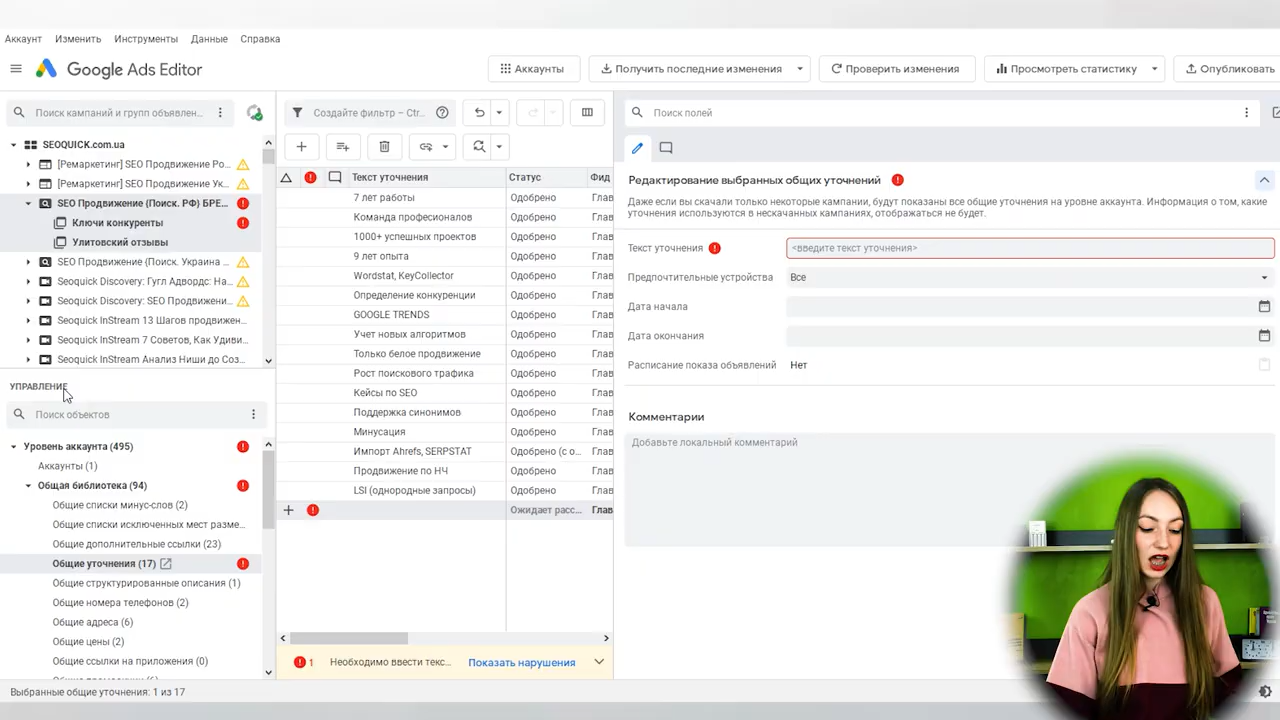 Аккаунт Изменить Инструменты Данные Справка
Google Ads Editor
Аккаунты
Получить последние изменения
Проверить изменения
Просмотреть статистику
Опубликовать
Поиск кампаний и групп объявлен...
SEOQUICK.com.ua
[Ремаркетинг] SEO Продвижение Ро...
[Ремаркетинг] SEO Продвижение Ук...
SEO Продвижение (Поиск. РФ) БРЕ...
Ключи конкуренты
Улитовский отзывы
SEO Продвижение (Поиск. Украина ...
Seoquick Discovery: Гугл Адвордс: На...
Seoquick Discovery: SEO Продвижени...
Seoquick InStream 13 Шагов продвижен...
Seoquick InStream 7 Советов, Как Удиви...
Seoquick InStream Анализ Ниши до Соз...
УПРАВЛЕНИЕ
Поиск объектов
Уровень аккаунта (495)
Аккаунты (1)
Общая библиотека (94)
Общие списки минус-слов (2)
Общие списки исключенных мест разме...
Общие дополнительные ссылки (23)
Общие уточнения (17)
Общие структурированные описания (1)
Общие номера телефонов (2)
Общие адреса (6)
Общие цены (2)
Общие ссылки на приложения (0)
Выбранные общие уточнения: 1 из 17
Создайте фильтр – Ctr...
Текст уточнения Статус Фид
7 лет работы Одобрено Глав
Команда професионалов Одобрено Глав
1000+ успешных проектов Одобрено Глав
9 лет опыта Одобрено Глав
Wordstat, KeyCollector Одобрено Глав
Определение конкуренции Одобрено Глав
GOOGLE TRENDS Одобрено Глав
Учет новых алгоритмов Одобрено Глав
Только белое продвижение Одобрено Глав
Рост поискового трафика Одобрено Глав
Кейсы по SEO Одобрено Глав
Поддержка синонимов Одобрено Глав
Минусация Одобрено Глав
Импорт Ahrefs, SERPSTAT Одобрено (с о... Глав
Продвижение по НЧ Одобрено Глав
LSI (однородные запросы) Одобрено Глав
Ожидает расс... Глав
1 Необходимо ввести текс... Показать нарушения
Поиск полей
Редактирование выбранных общих уточнений
Даже если вы скачали только некоторые кампании, будут показаны все общие уточнения на уровне аккаунта. Информация о том, какие
уточнения используются в нескачанных кампаниях, отображаться не будет.
Текст уточнения <введите текст уточнения>
Предпочтительные устройства Все
Дата начала
Дата окончания
Расписание показа объявлений Нет
Комментарии
Добавьте локальный комментарий